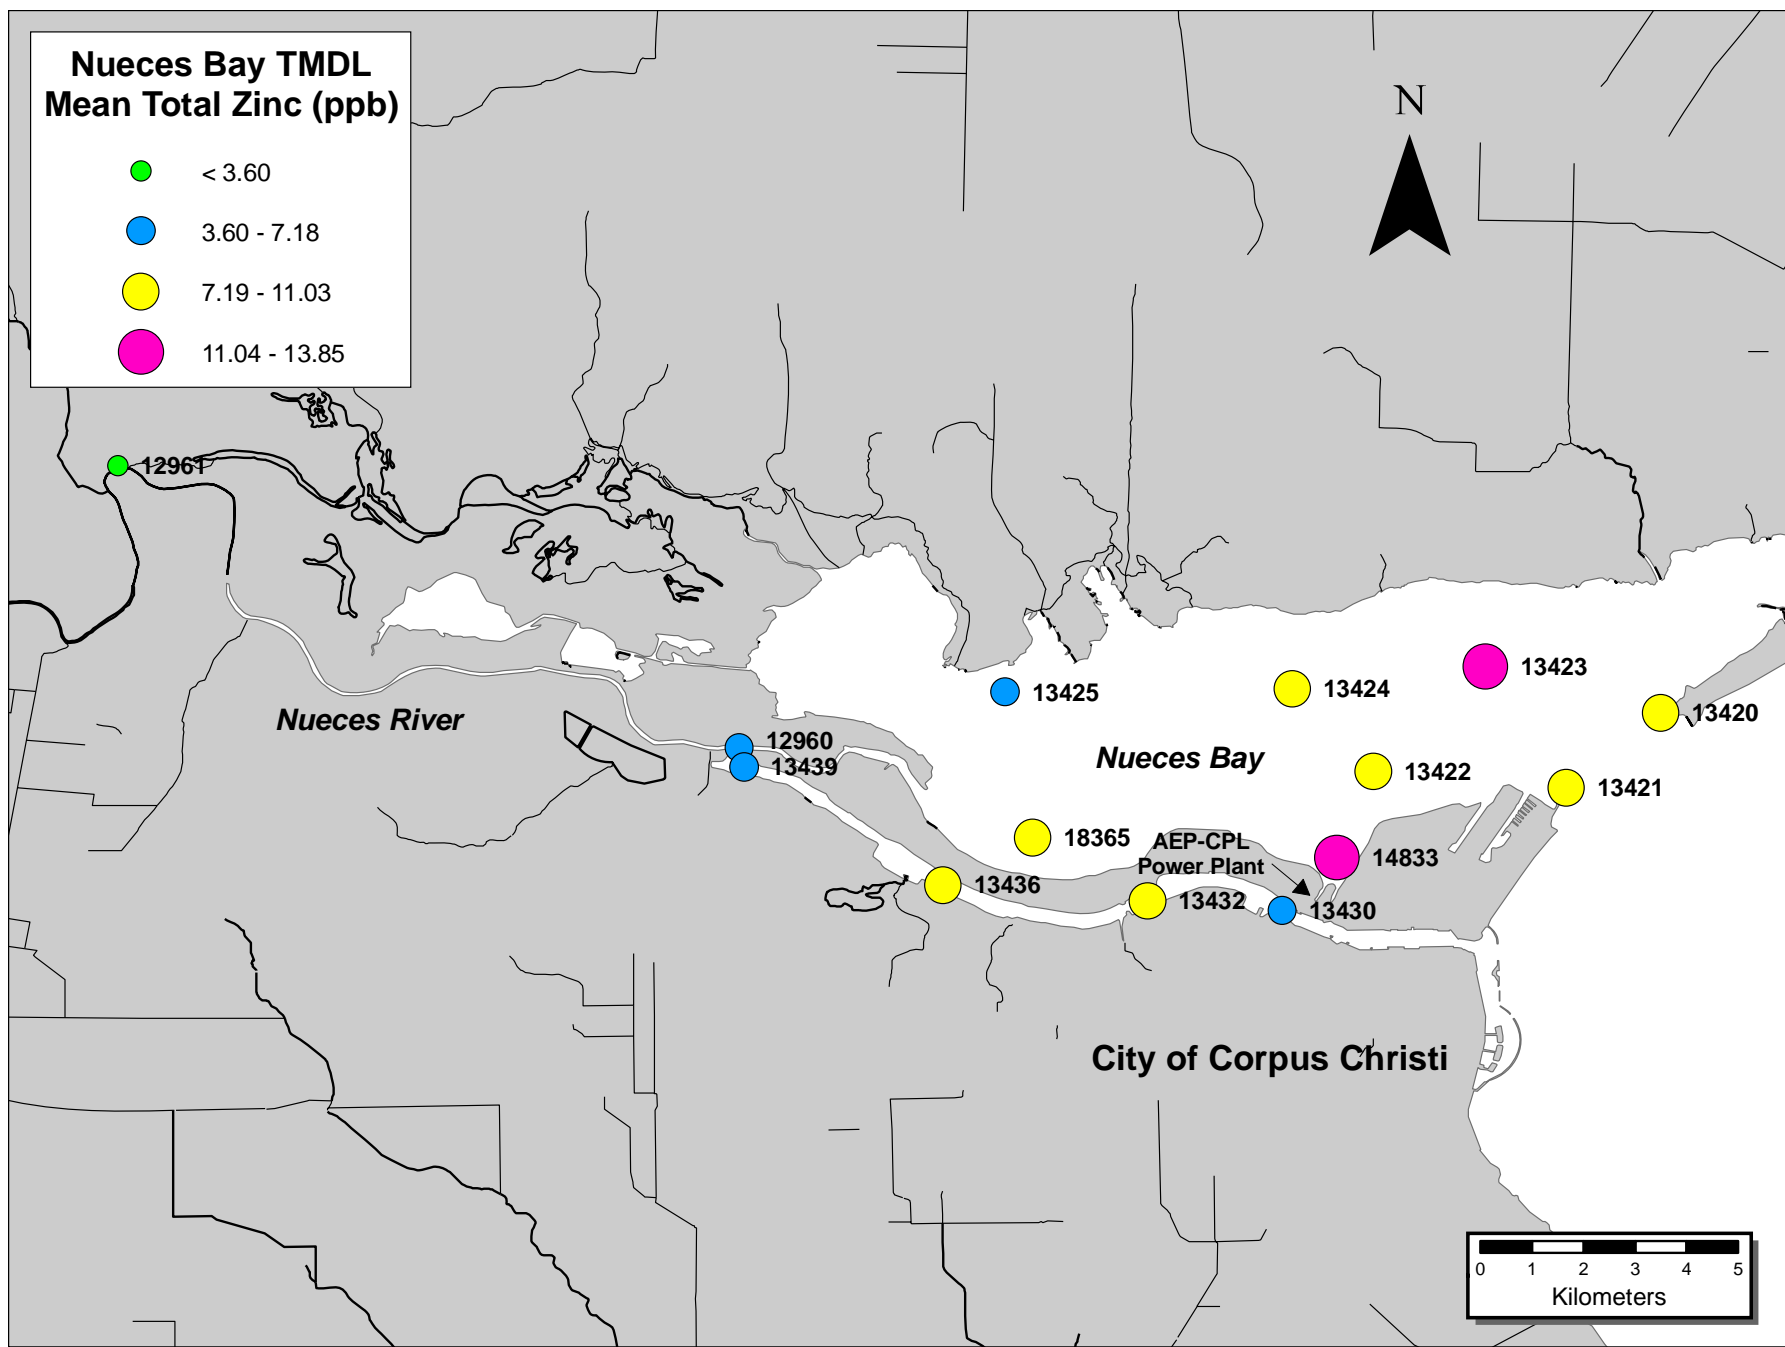 Nueces Bay TMDL
Mean Total Zinc (ppb)
< 3.60
3.60 - 7.18
7.19 - 11.03
11.04 - 13.85
N
12961
Nueces River
13425
13424
13423
13420
12960
13439
Nueces Bay
13422
13421
18365
AEP-CPL
Power Plant
14833
13436
13432
13430
City of Corpus Christi
0 1 2 3 4 5
Kilometers